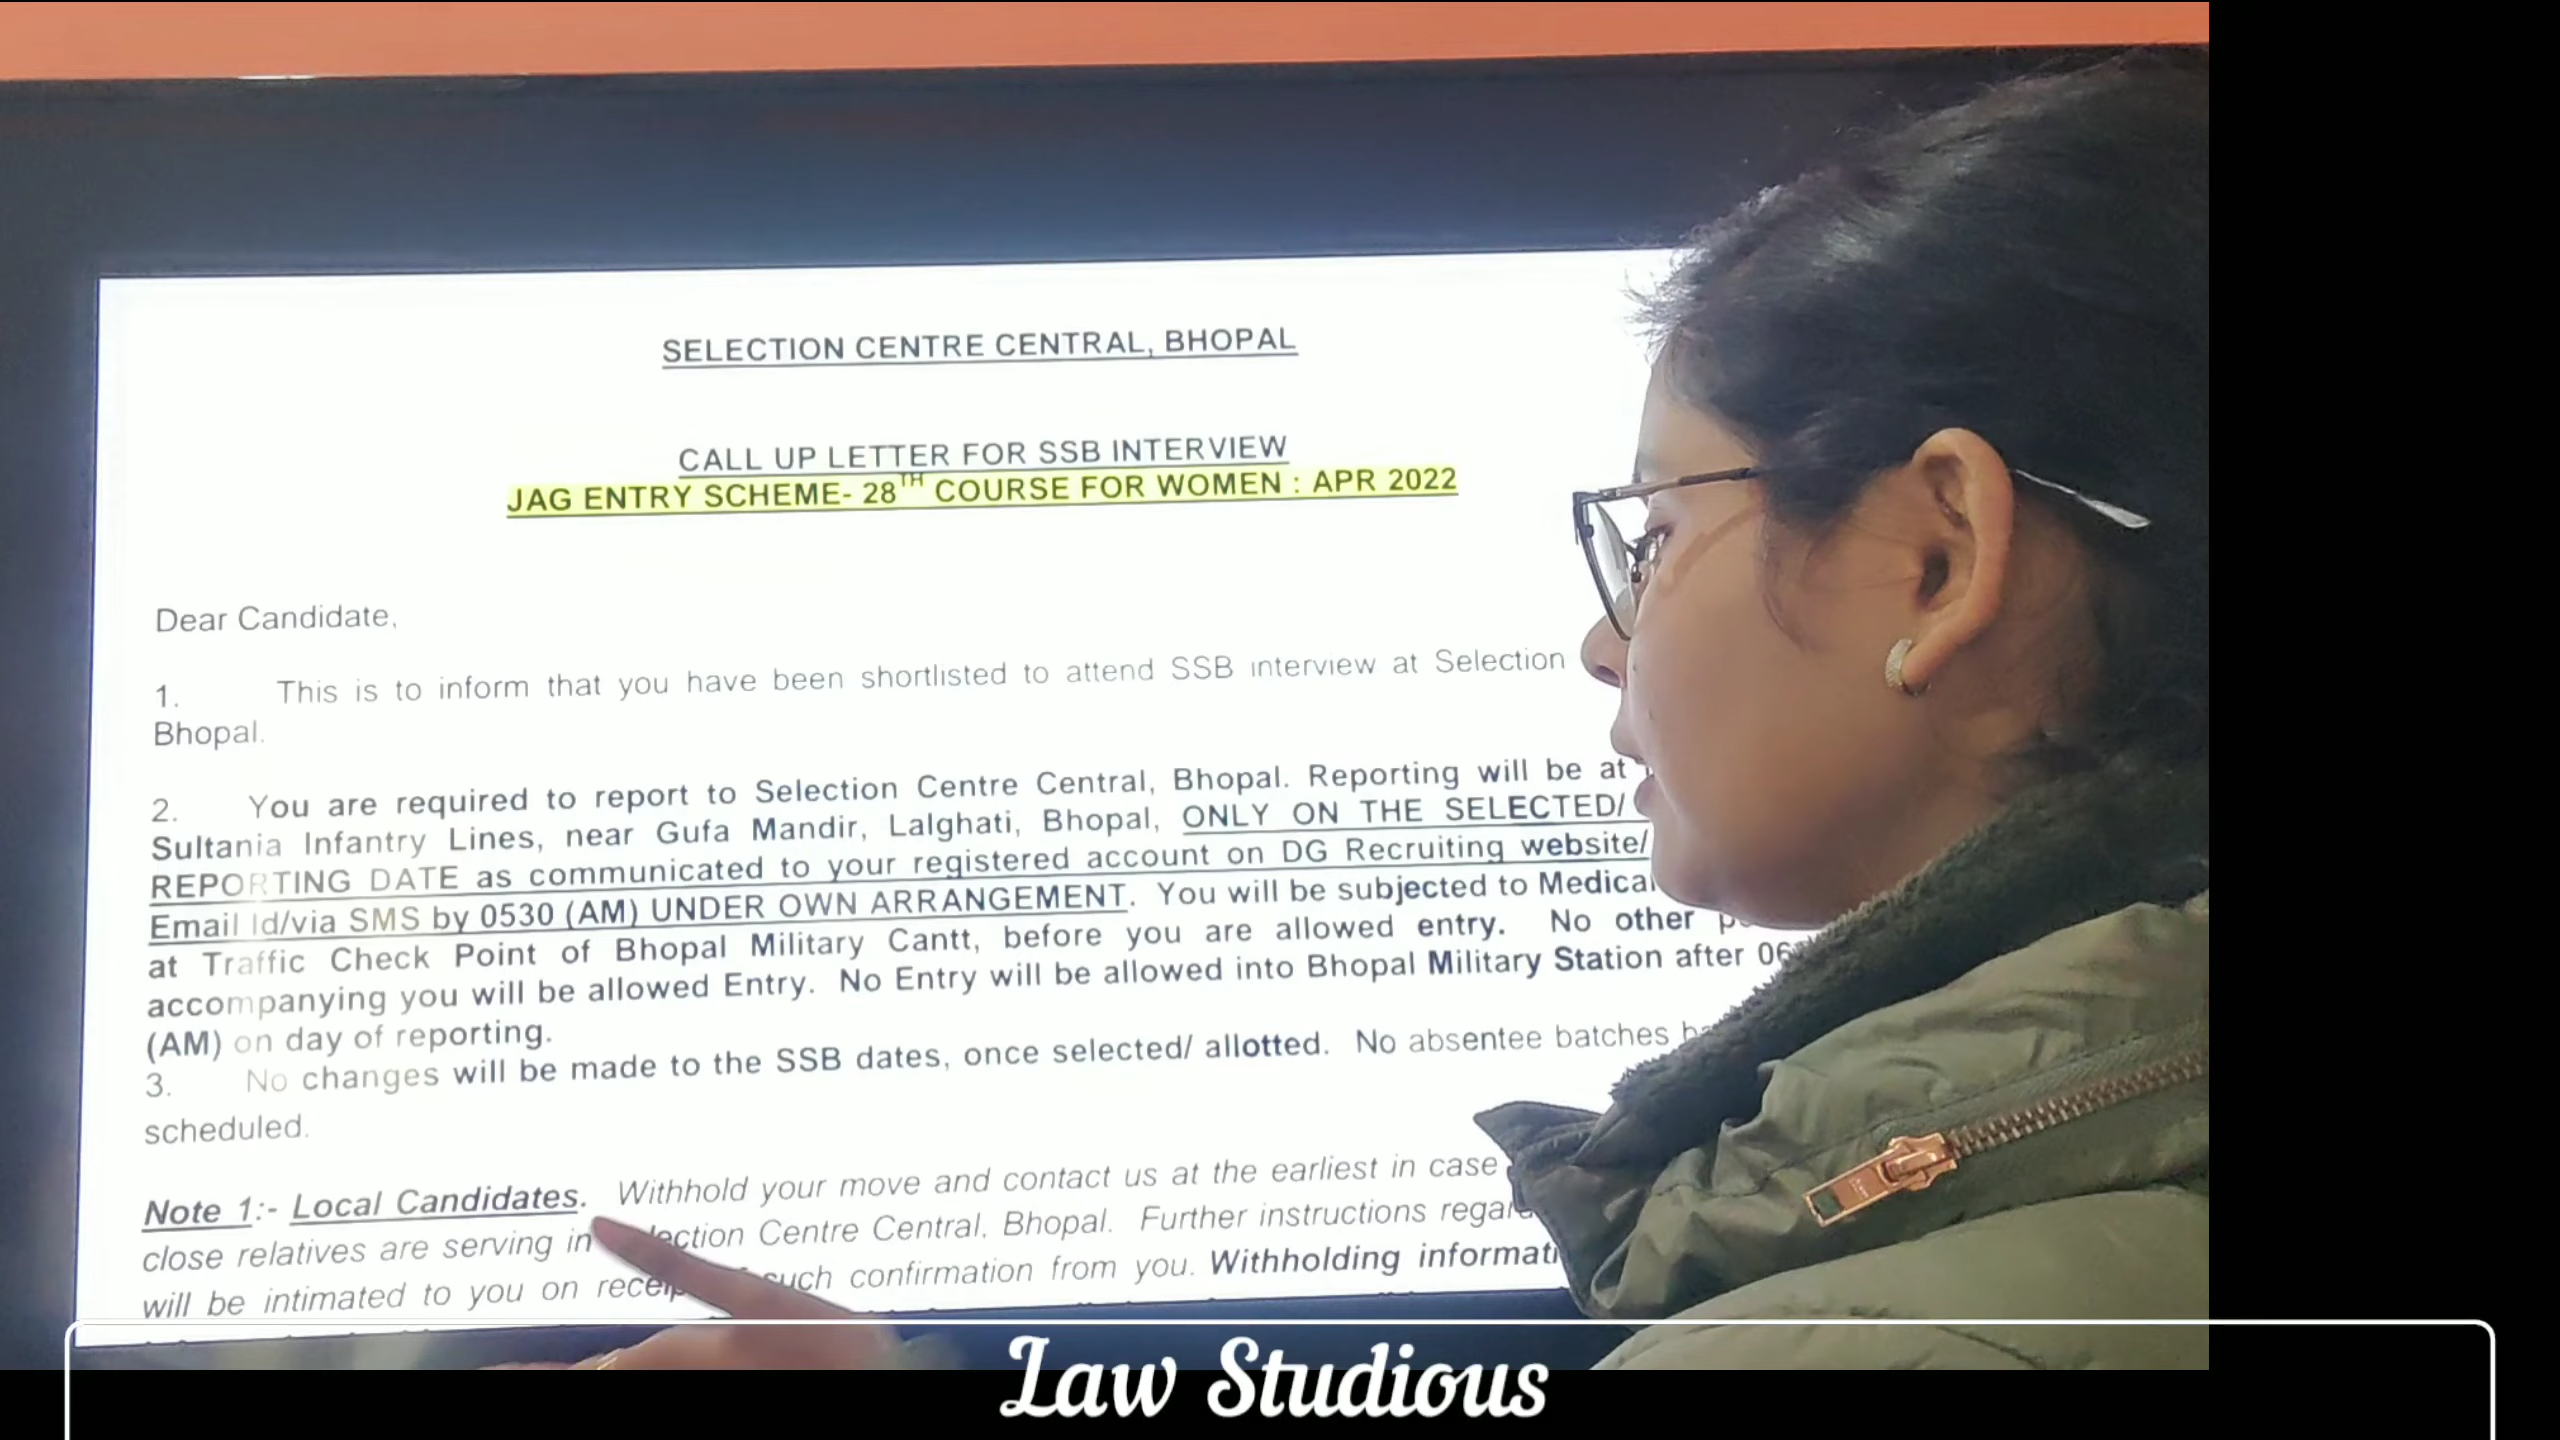 SELECTION CENTRE CENTRAL, BHOPAL
CALL UP LETTER FOR SSB INTERVIEW
JAG ENTRY SCHEME- 28TH COURSE FOR WOMEN : APR 2022
Dear Candidate,
1. This is to inform that you have been shortlisted to attend SSB interview at Selection
Bhopal.
2. You are required to report to Selection Centre Central, Bhopal. Reporting will be at
Sultania Infantry Lines, near Gufa Mandir, Lalghati, Bhopal, ONLY ON THE SELECTED/
REPORTING DATE as communicated to your registered account on DG Recruiting website/
Email Id/via SMS by 0530 (AM) UNDER OWN ARRANGEMENT. You will be subjected to Medical
at Traffic Check Point of Bhopal Military Cantt, before you are allowed entry. No other
accompanying you will be allowed Entry. No Entry will be allowed into Bhopal Military Station after
(AM) on day of reporting.
3. No changes will be made to the SSB dates, once selected/ allotted. No absentee batches
scheduled.
Note 1:- Local Candidates. Withhold your move and contact us at the earliest in case
close relatives are serving in Centre Central, Bhopal. Further instructions
will be intimated to you on such confirmation from you. Withholding
Law Studious